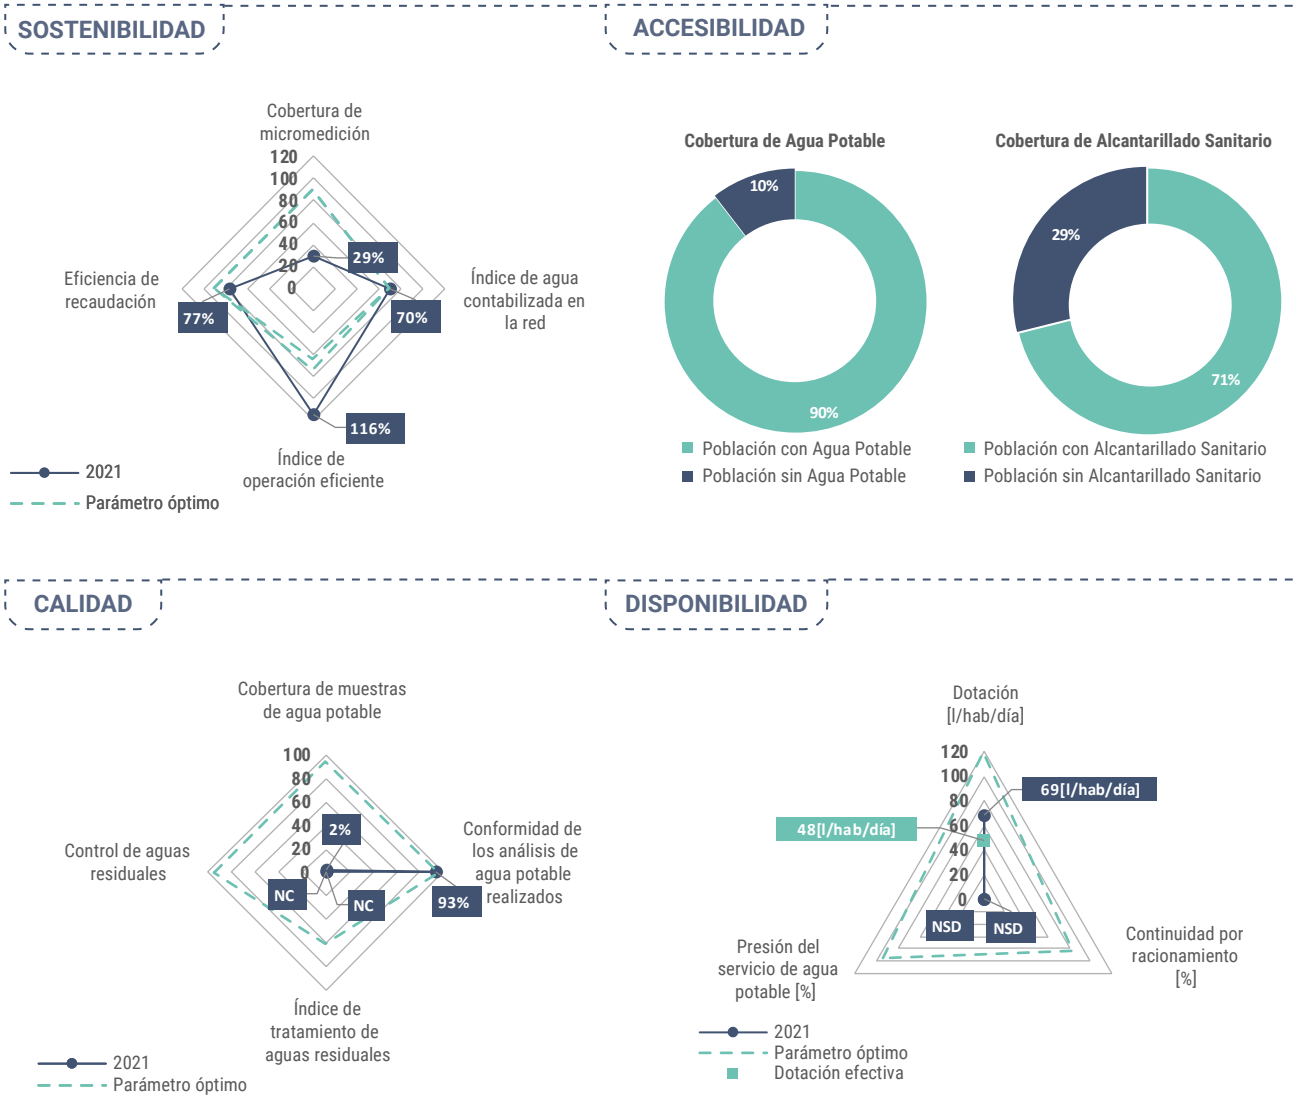 SOSTENIBILIDAD
Cobertura de
micromedición
120
100
80
60
40
20
0
29%
Eficiencia de
recaudación
77%
Índice de agua
contabilizada en
la red
70%
116%
Índice de
operación eficiente
2021
Parámetro óptimo
ACCESIBILIDAD
Cobertura de Agua Potable
10%
90%
Población con Agua Potable
Población sin Agua Potable
Cobertura de Alcantarillado Sanitario
29%
71%
Población con Alcantarillado Sanitario
Población sin Alcantarillado Sanitario
CALIDAD
Cobertura de muestras
de agua potable
100
80
60
40
20
0
2%
Control de aguas
residuales
NC
NC
Conformidad de
los análisis de
agua potable
realizados
93%
Índice de
tratamiento de
aguas residuales
2021
Parámetro óptimo
DISPONIBILIDAD
Dotación
[l/hab/día]
120
100
80
60
40
20
0
69[l/hab/día]
48[l/hab/día]
NSD
NSD
Presión del
servicio de agua
potable [%]
Continuidad por
racionamiento
[%]
2021
Parámetro óptimo
Dotación efectiva